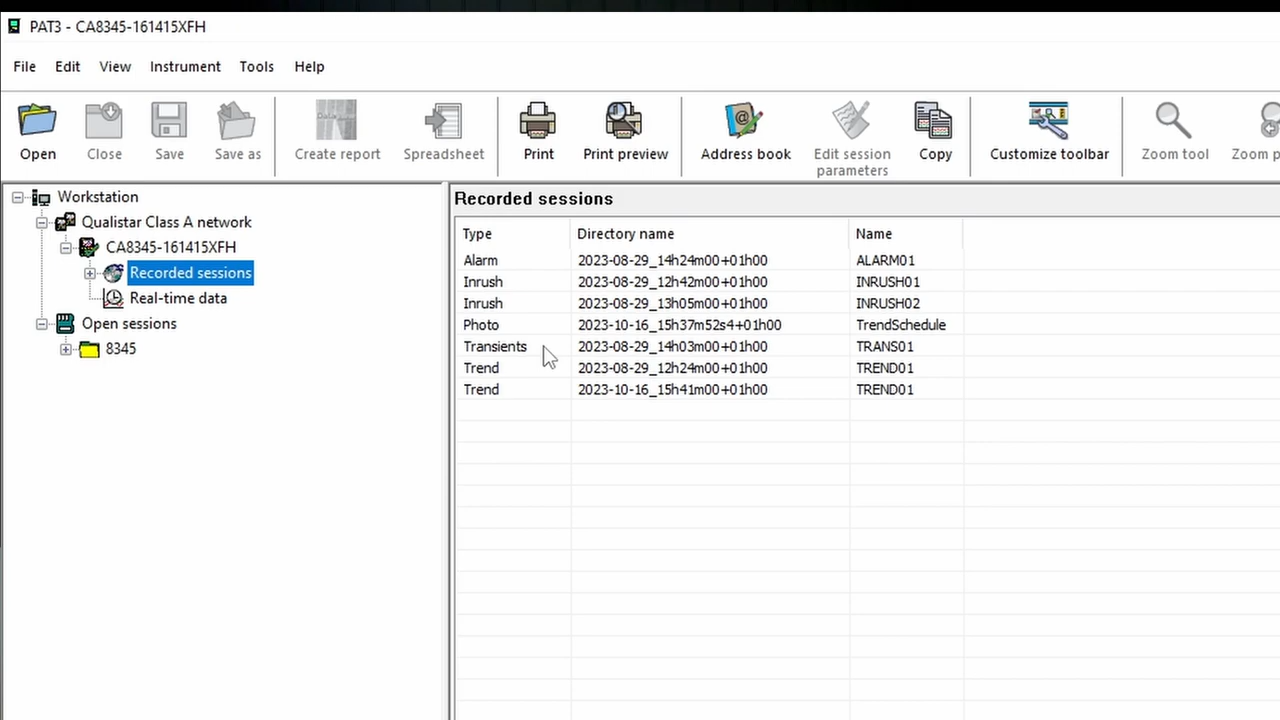 PAT3 - CA8345-161415XFH
File Edit View Instrument Tools Help
Open Close Save Save as Create report Spreadsheet Print Print preview Address book Edit session parameters Copy Customize toolbar Zoom tool Zoom
Workstation
Qualistar Class A network
CA8345-161415XFH
Recorded sessions
Real-time data
Open sessions
8345
Recorded sessions
Type Directory name Name
Alarm 2023-08-29_14h24m00+01h00 ALARM01
Inrush 2023-08-29_12h42m00+01h00 INRUSH01
Inrush 2023-08-29_13h05m00+01h00 INRUSH02
Photo 2023-10-16_15h37m52s4+01h00 TrendSchedule
Transients 2023-08-29_14h03m00+01h00 TRANS01
Trend 2023-08-29_12h24m00+01h00 TREND01
Trend 2023-10-16_15h41m00+01h00 TREND01